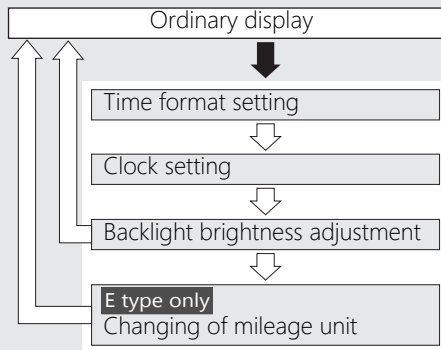 Ordinary display
Time format setting
Clock setting
Backlight brightness adjustment
E type only
Changing of mileage unit